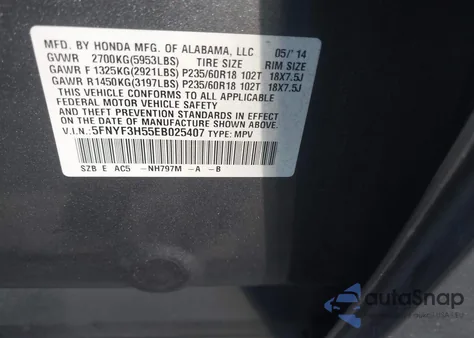 MFD. BY HONDA MFG. OF ALABAMA, LLC 05/'14
GVWR 2700KG(5953LBS) TIRE SIZE RIM SIZE
GAWR F 1325KG(2921LBS) P235/60R18 102T 18X7.5J
GAWR R1450KG(3197LBS) P235/60R18 102T 18X7.5J
THIS VEHICLE CONFORMS TO ALL APPLICABLE
FEDERAL MOTOR VEHICLE SAFETY
AND THEFT PREVENTION STANDARDS IN EFFECT
ON THE DATE OF MANUFACTURE SHOWN ABOVE.
V.I.N.:5FNYF3H55EB025407 TYPE: MPV
SZB E AC5 -NH797M -A -B
autoSnap